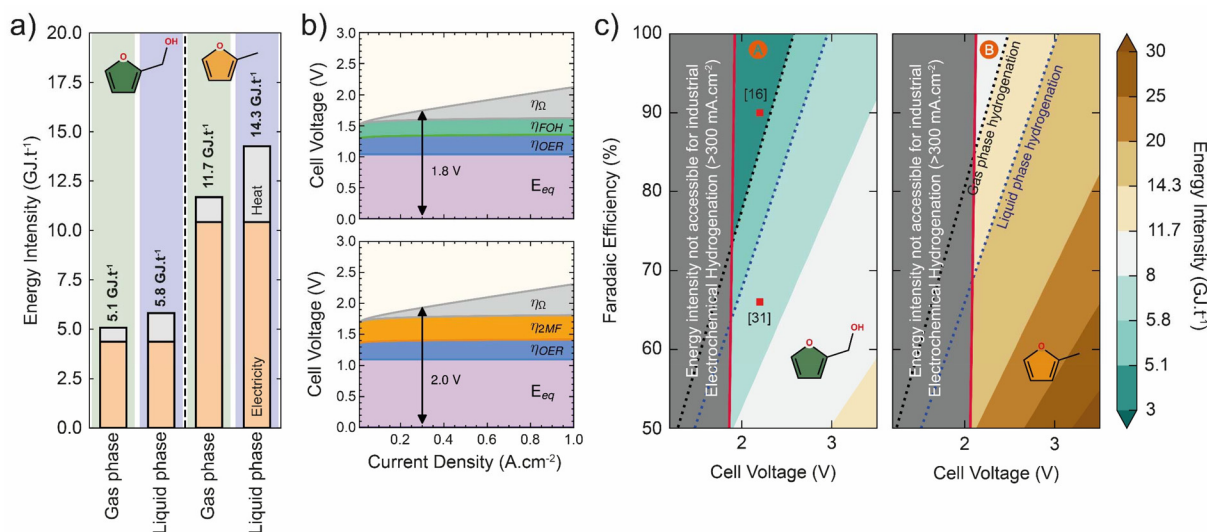 a)
Energy Intensity (GJ.t-1)
20.0
17.5
15.0
12.5
10.0
7.5
5.0
2.5
0.0
O
OH
O
5.1 GJ.t-1
5.8 GJ.t-1
11.7 GJ.t-1
14.3 GJ.t-1
Heat
Electricity
Gas phase
Liquid phase
Gas phase
Liquid phase
b)
Cell Voltage (V)
3.0
2.5
2.0
1.5
1.0
0.5
0.0
ηΩ
ηFOH
ηOER
1.8 V
Eeq
Cell Voltage (V)
3.0
2.5
2.0
1.5
1.0
0.5
0.0
ηΩ
η2MF
ηOER
2.0 V
Eeq
0.2
0.4
0.6
0.8
1.0
Current Density (A.cm-2)
c)
Faradaic Efficiency (%)
100
90
80
70
60
50
Energy Intensity not accessible for industrial
Electrochemical Hydrogenation (>300 mA.cm-2)
A
[16]
[31]
O
OH
2
3
Cell Voltage (V)
Energy Intensity not accessible for industrial
Electrochemical Hydrogenation (>300 mA.cm-2)
B
Gas phase hydrogenation
Liquid phase hydrogenation
O
2
3
Cell Voltage (V)
30
25
20
14.3
11.7
8
5.8
5.1
3
Energy Intensity (GJ.t-1)